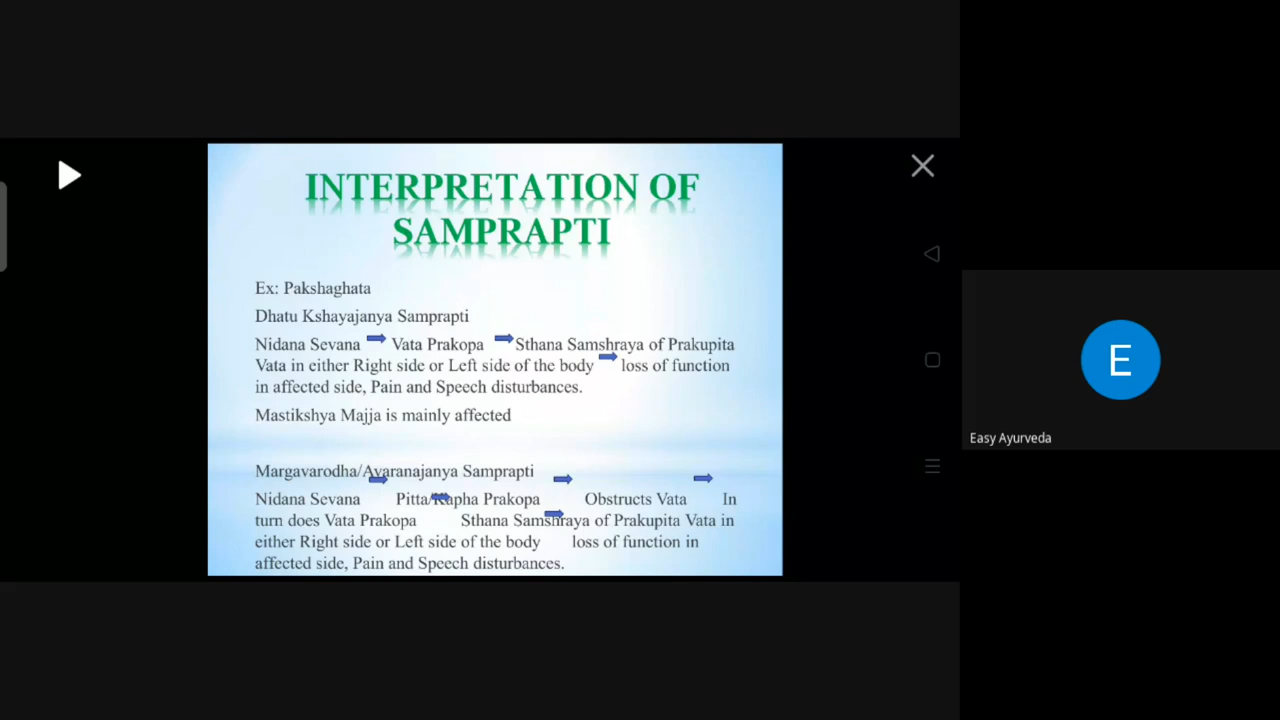 INTERPRETATION OF
SAMPRAPTI
Ex: Pakshaghata
Dhatu Kshayajanya Samprapti
Nidana Sevana Vata Prakopa Sthana Samshraya of Prakupita
Vata in either Right side or Left side of the body loss of function
in affected side, Pain and Speech disturbances.
Mastikshya Majja is mainly affected
Margavarodha/Avaranajanya Samprapti
Nidana Sevana Pitta/Kapha Prakopa Obstructs Vata In
turn does Vata Prakopa Sthana Samshraya of Prakupita Vata in
either Right side or Left side of the body loss of function in
affected side, Pain and Speech disturbances.
E
Easy Ayurveda